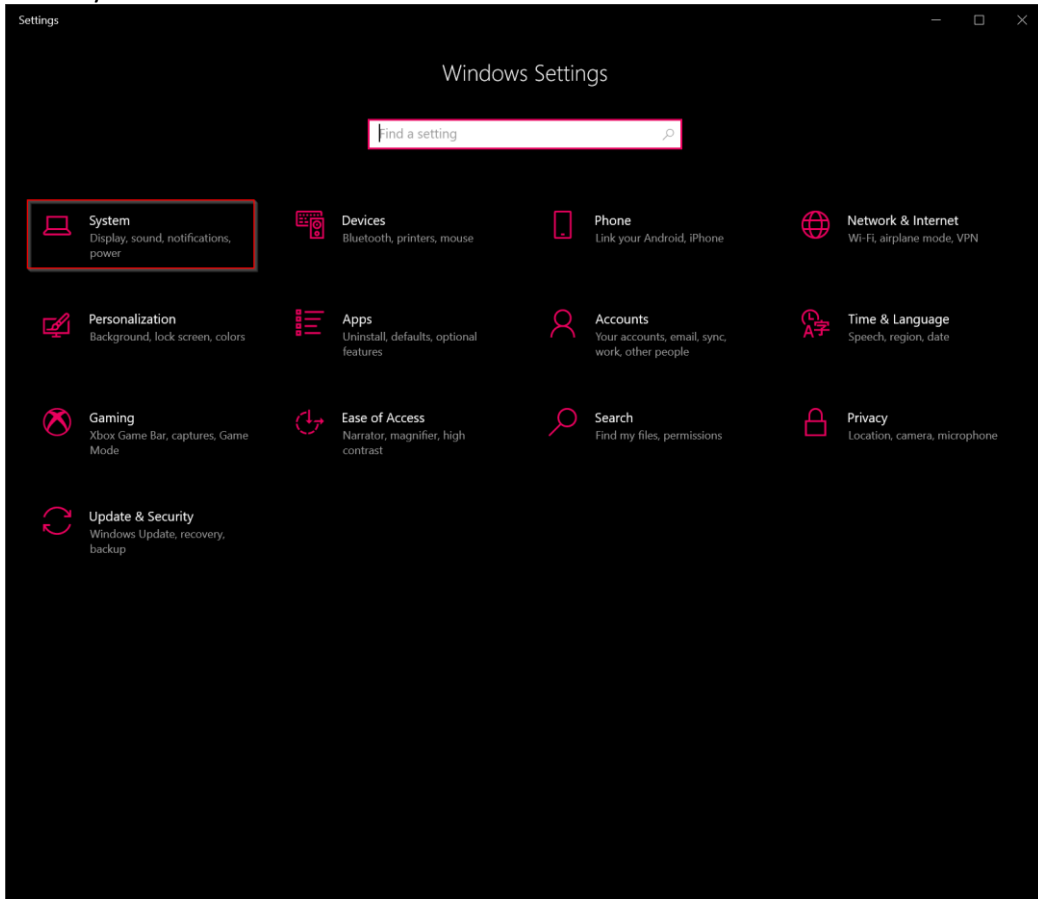 Settings
Windows Settings
Find a setting
System
Display, sound, notifications,
power
Devices
Bluetooth, printers, mouse
Phone
Link your Android, iPhone
Network & Internet
Wi-Fi, airplane mode, VPN
Personalization
Background, lock screen, colors
Apps
Uninstall, defaults, optional
features
Accounts
Your accounts, email, sync,
work, other people
Time & Language
Speech, region, date
Gaming
Xbox Game Bar, captures, Game
Mode
Ease of Access
Narrator, magnifier, high
contrast
Search
Find my files, permissions
Privacy
Location, camera, microphone
Update & Security
Windows Update, recovery,
backup